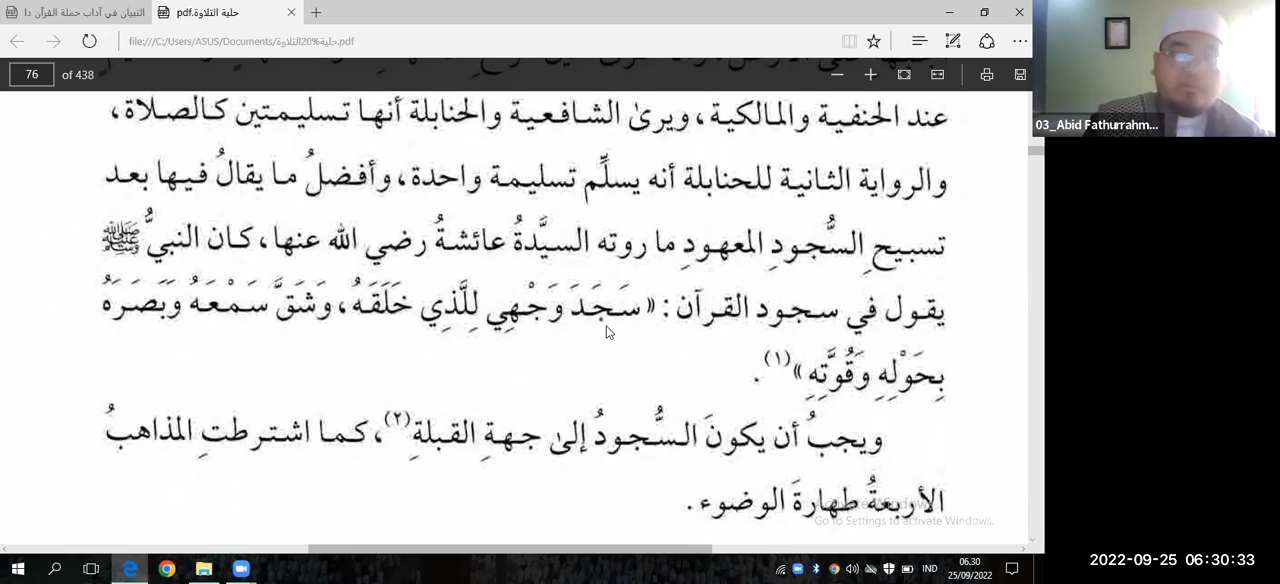 التبيان في آداب حملة القرآن دا
حلية التلاوة.pdf
file:///C:/Users/ASUS/Documents/حلية%20التلاوة.pdf
76 of 438
عند الحنفية والمالكية، ويرىٰ الشافعية والحنابلة أنها تسليمتين كالصلاة،
والرواية الثانية للحنابلة أنه يسلِّم تسليمة واحدة، وأفضلُ ما يقالُ فيها بعد
تسبيحِ السُّجودِ المعهودِ ما روته السيَّدةُ عائشةُ رضي الله عنها، كان النبيُّ ﷺ
يقول في سجود القرآن: «سَجَدَ وَجْهِي لِلَّذِي خَلَقَهُ، وَشَقَّ سَمْعَهُ وَبَصَرَهُ
بِحَوْلِهِ وَقُوَّتِهِ»(١).
ويجبُ أن يكونَ السُّجودُ إلىٰ جهةِ القبلةِ(٢)، كما اشترطتِ المذاهبُ
الأربعةُ طهارةَ الوضوء.
Activate Windows
Go to Settings to activate Windows.
03_Abid Fathurrahm...
IND
06.30
25/09/2022
2022-09-25 06:30:33